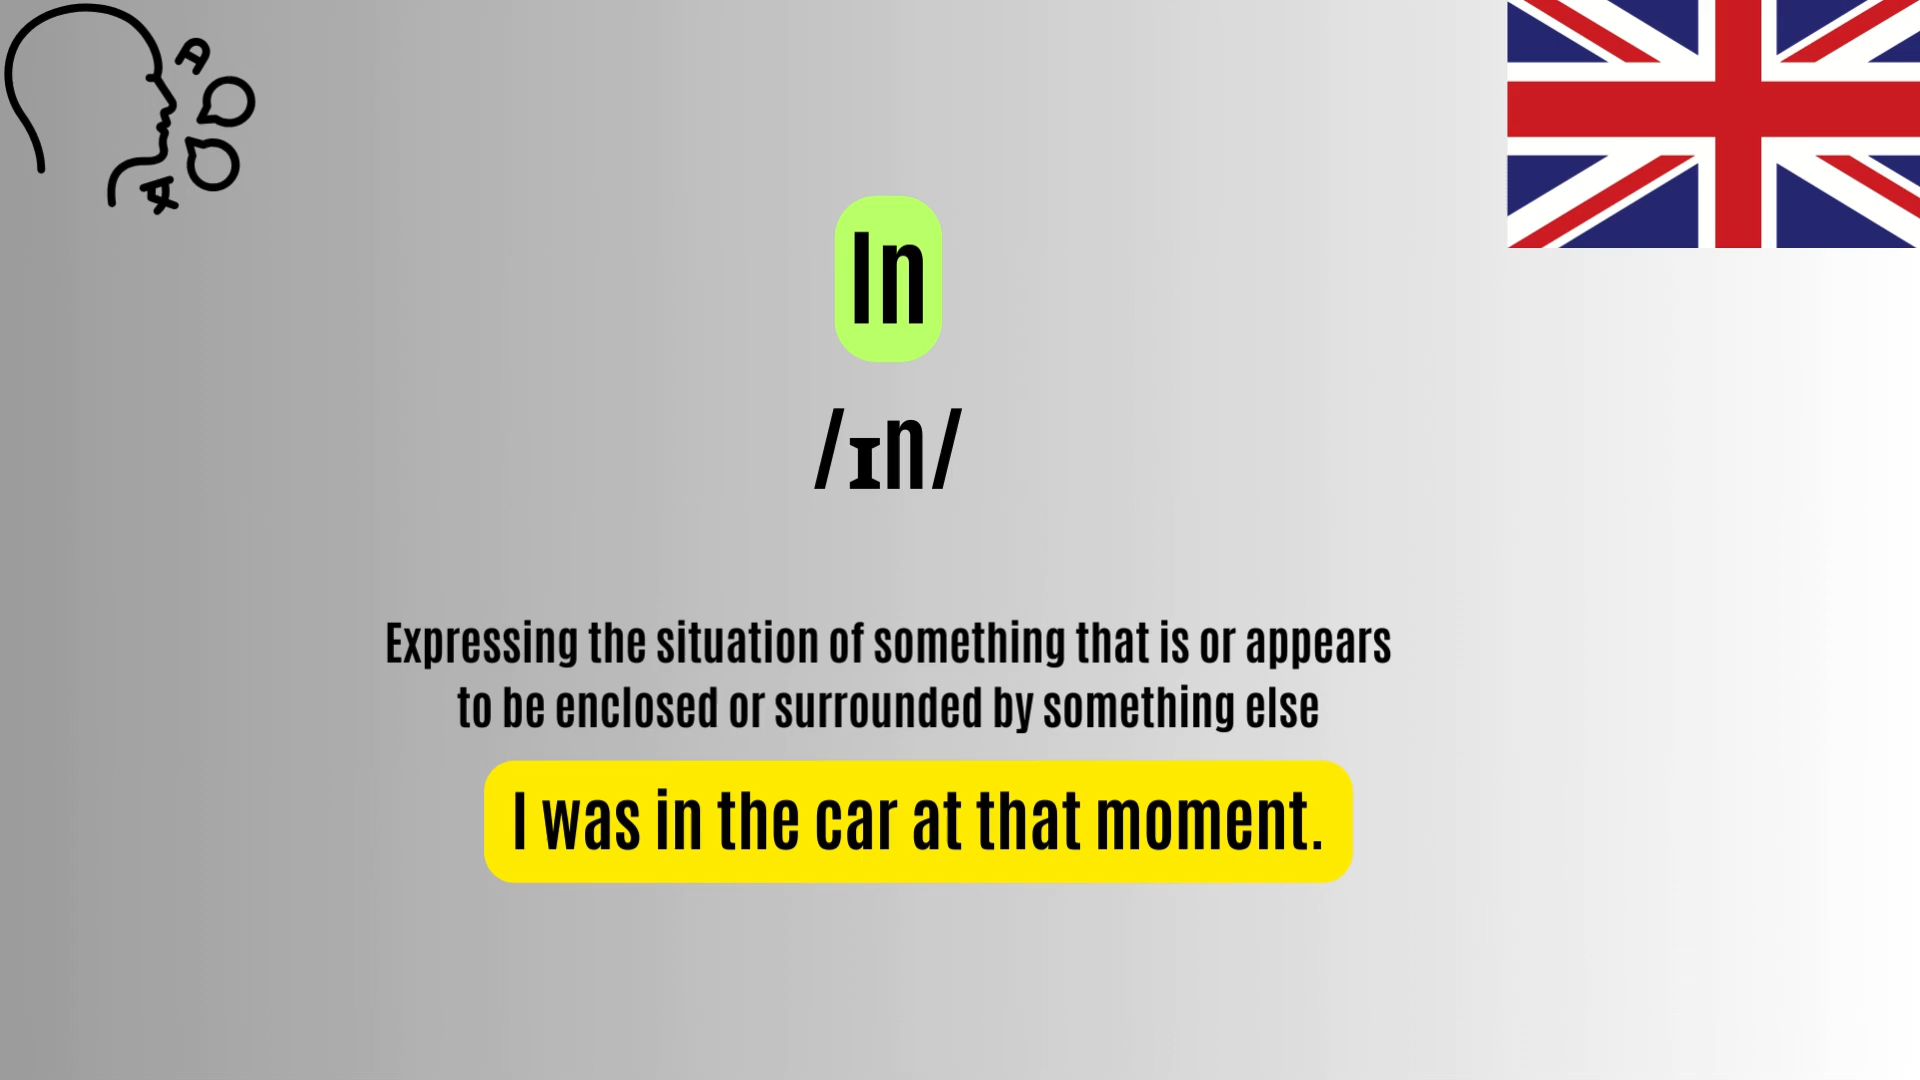 In
/ɪn/
Expressing the situation of something that is or appears
to be enclosed or surrounded by something else
I was in the car at that moment.